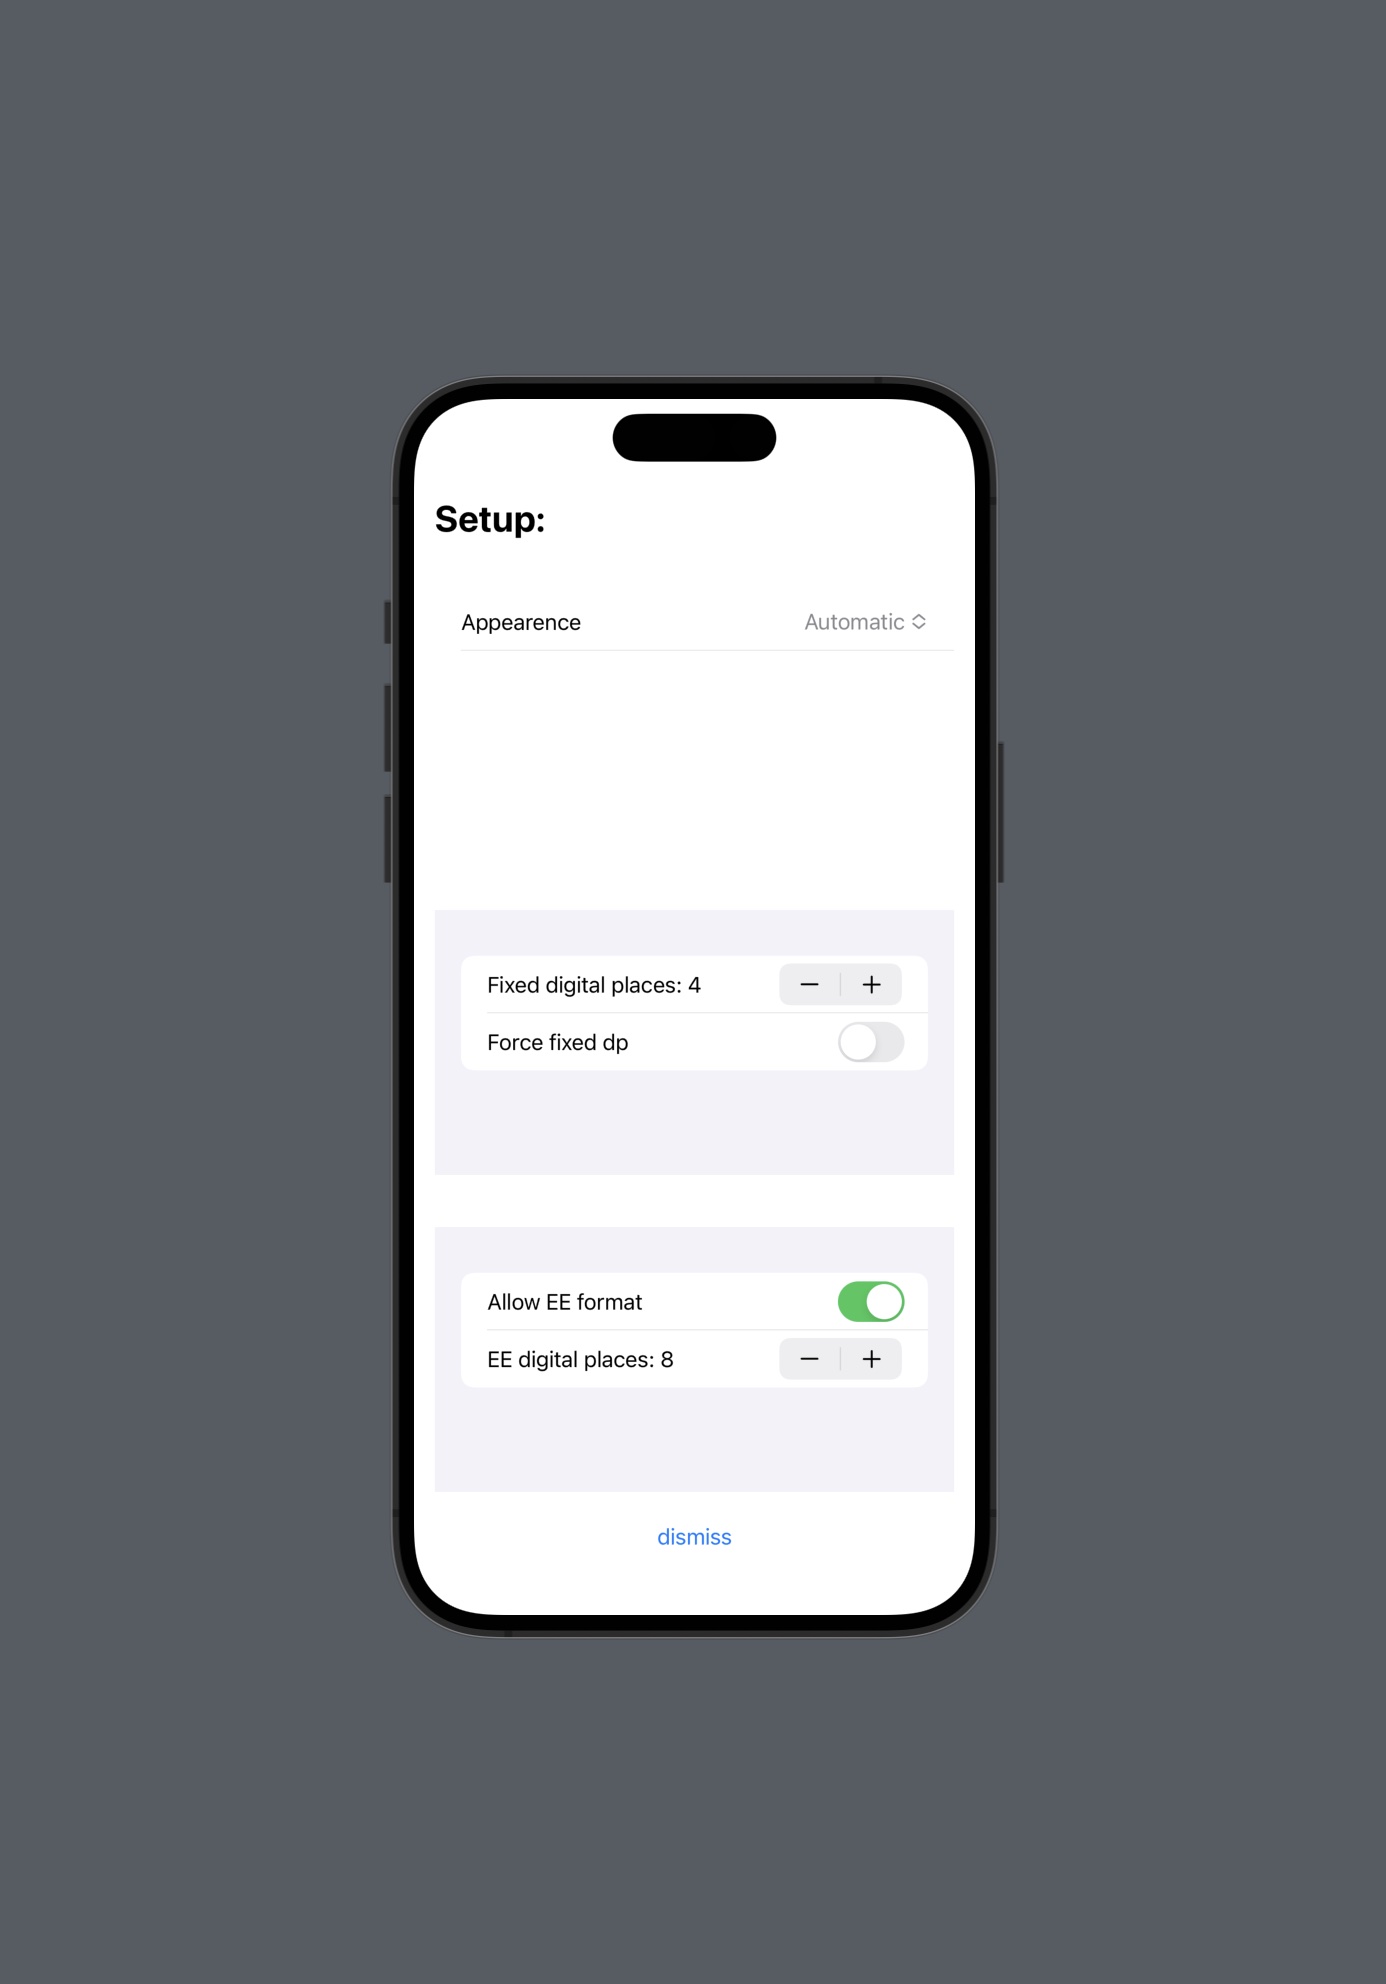 Setup:
Appearence Automatic
Fixed digital places: 4
Force fixed dp
Allow EE format
EE digital places: 8
dismiss